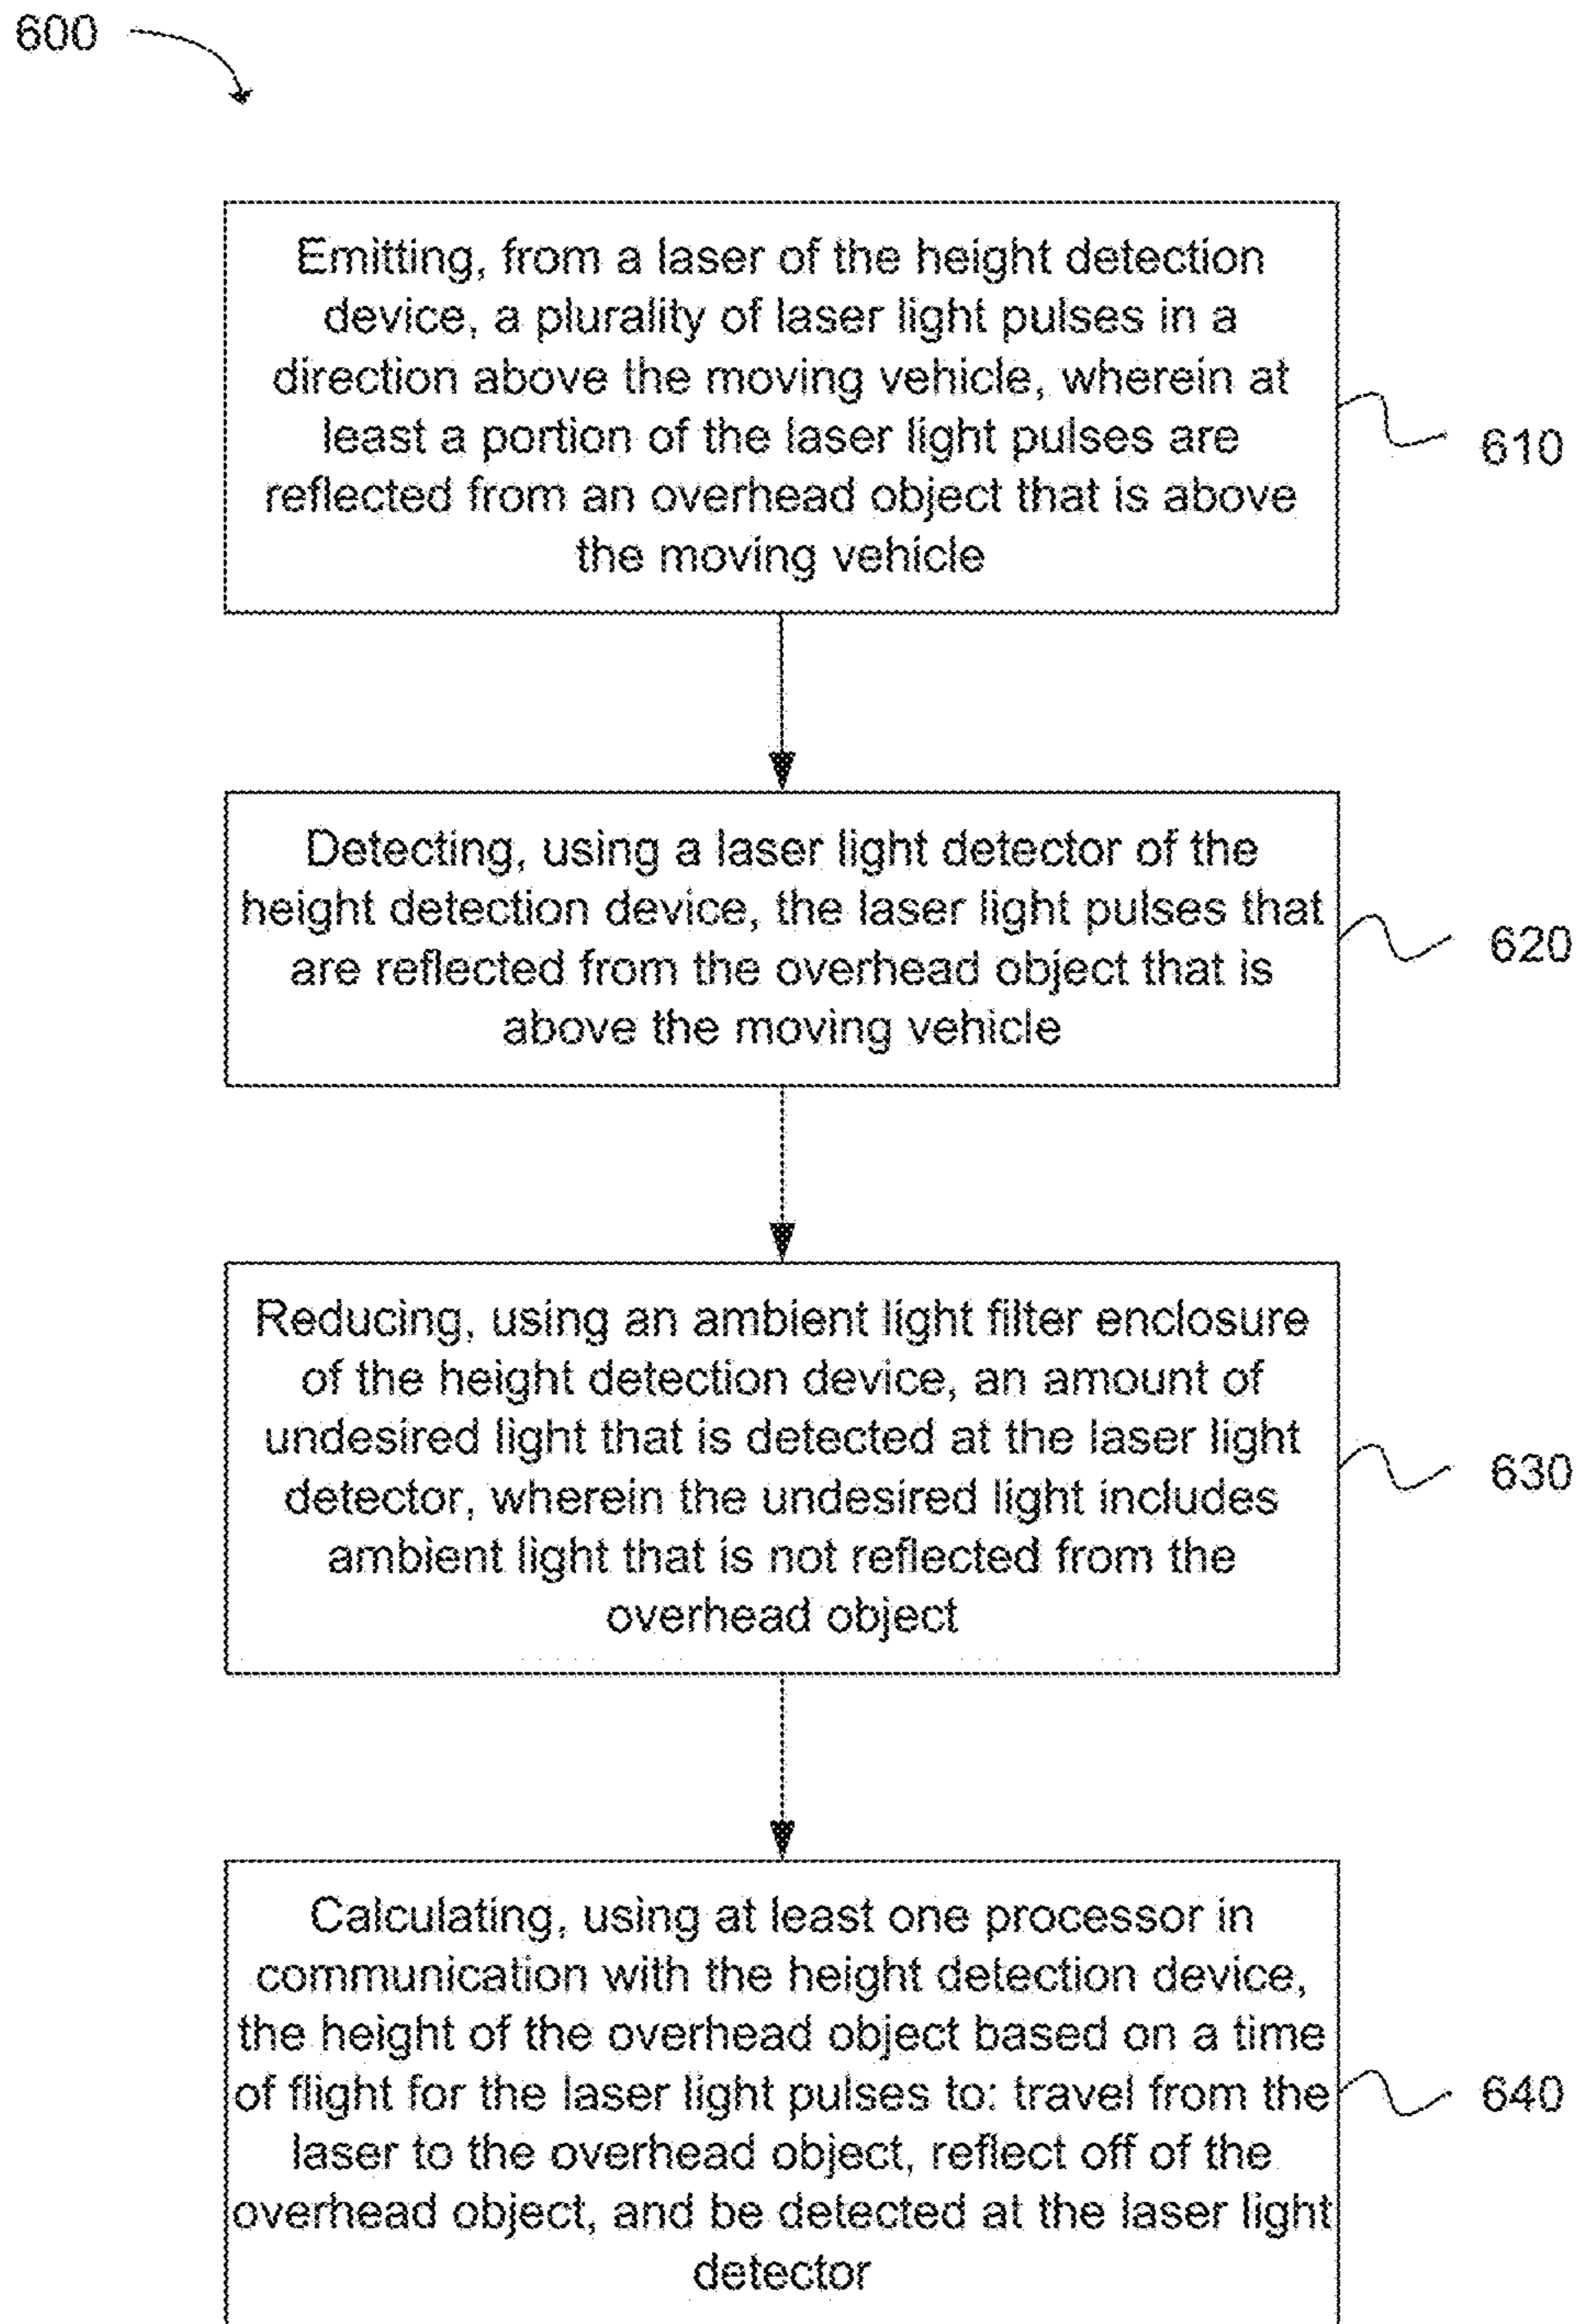 600
Emitting, from a laser of the height detection
device, a plurality of laser light pulses in a
direction above the moving vehicle, wherein at
least a portion of the laser light pulses are
reflected from an overhead object that is above
the moving vehicle
610
Detecting, using a laser light detector of the
height detection device, the laser light pulses that
are reflected from the overhead object that is
above the moving vehicle
620
Reducing, using an ambient light filter enclosure
of the height detection device, an amount of
undesired light that is detected at the laser light
detector, wherein the undesired light includes
ambient light that is not reflected from the
overhead object
630
Calculating, using at least one processor in
communication with the height detection device,
the height of the overhead object based on a time
of flight for the laser light pulses to: travel from the
laser to the overhead object, reflect off of the
overhead object, and be detected at the laser light
detector
640